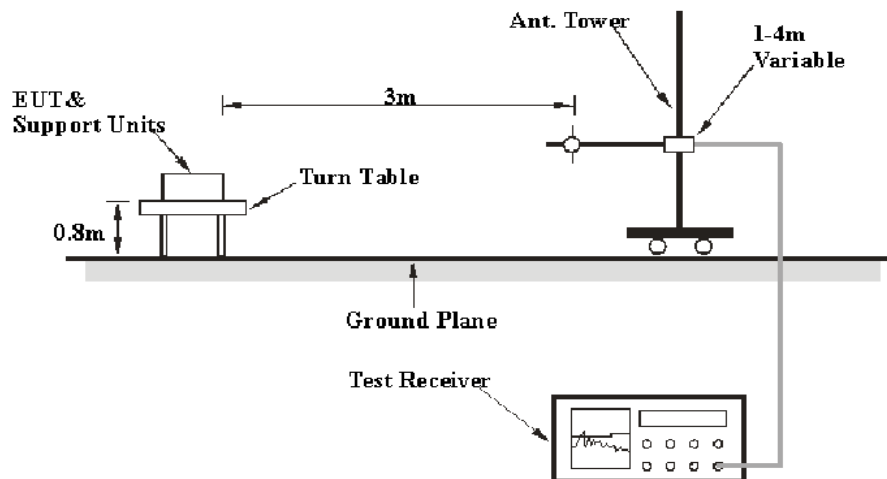 Ant. Tower
1-4m
Variable
3m
EUT&
Support Units
Turn Table
0.8m
Ground Plane
Test Receiver